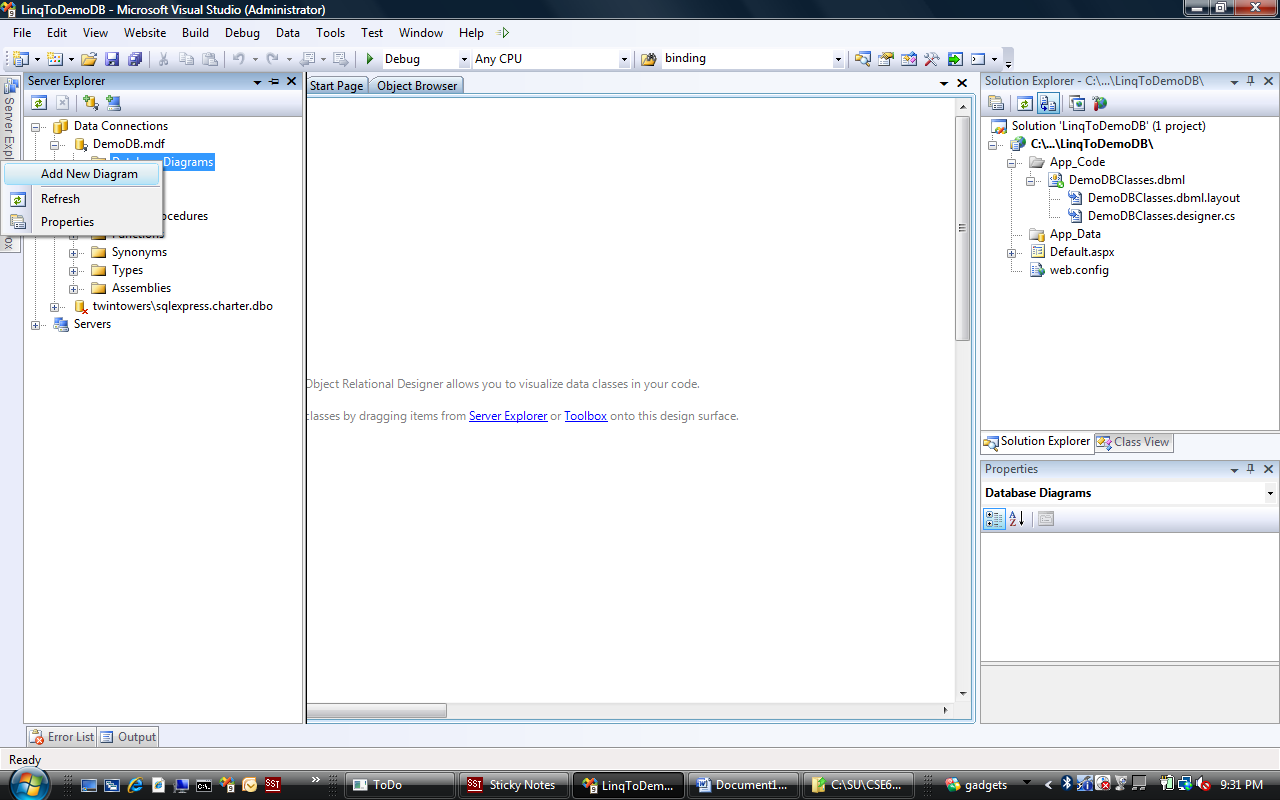 LinqToDemoDB - Microsoft Visual Studio (Administrator)
File Edit View Website Build Debug Data Tools Test Window Help
Debug Any CPU binding
Server Explorer
Start Page Object Browser
Data Connections
DemoDB.mdf
Diagrams
Add New Diagram
Refresh
Properties
Synonyms
Types
Assemblies
twintowers\sqlexpress.charter.dbo
Servers
Object Relational Designer allows you to visualize data classes in your code.
classes by dragging items from Server Explorer or Toolbox onto this design surface.
Solution Explorer - C:\...\LinqToDemoDB\
Solution 'LinqToDemoDB' (1 project)
C:\...\LinqToDemoDB\
App_Code
DemoDBClasses.dbml
DemoDBClasses.dbml.layout
DemoDBClasses.designer.cs
App_Data
Default.aspx
web.config
Solution Explorer Class View
Properties
Database Diagrams
Error List Output
Ready
ToDo SST Sticky Notes LinqToDem... Document1... C:\SU\CSE6... gadgets 9:31 PM